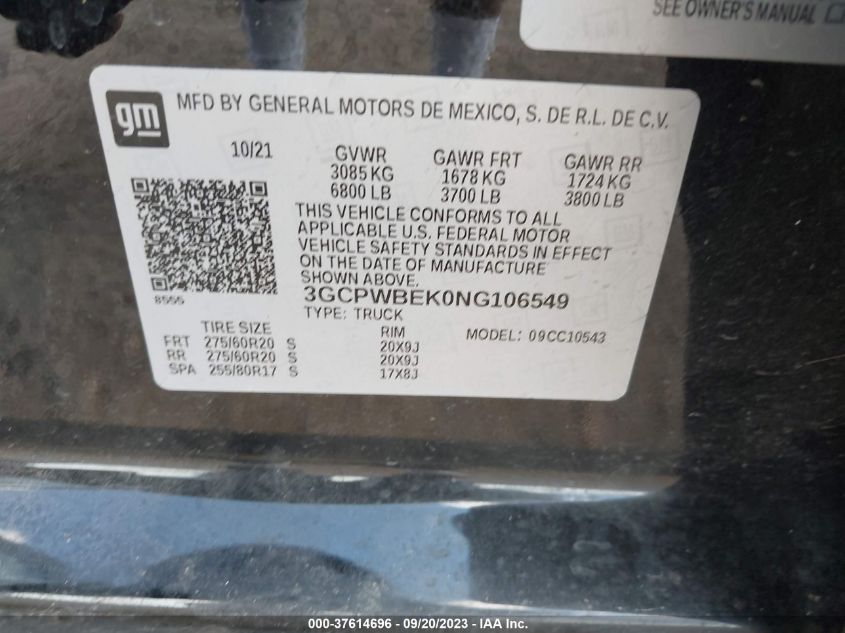 SEE OWNER'S MANUAL
gm
MFD BY GENERAL MOTORS DE MEXICO, S. DE R.L. DE C.V.
10/21 GVWR GAWR FRT GAWR RR
3085 KG 1678 KG 1724 KG
6800 LB 3700 LB 3800 LB
THIS VEHICLE CONFORMS TO ALL
APPLICABLE U.S. FEDERAL MOTOR
VEHICLE SAFETY STANDARDS IN EFFECT
ON THE DATE OF MANUFACTURE
SHOWN ABOVE.
8555
3GCPWBEK0NG106549
TYPE: TRUCK
TIRE SIZE RIM MODEL: 09CC10543
FRT 275/60R20 S 20X9J
RR 275/60R20 S 20X9J
SPA 255/80R17 S 17X8J
000-37614696 - 09/20/2023 - IAA Inc.